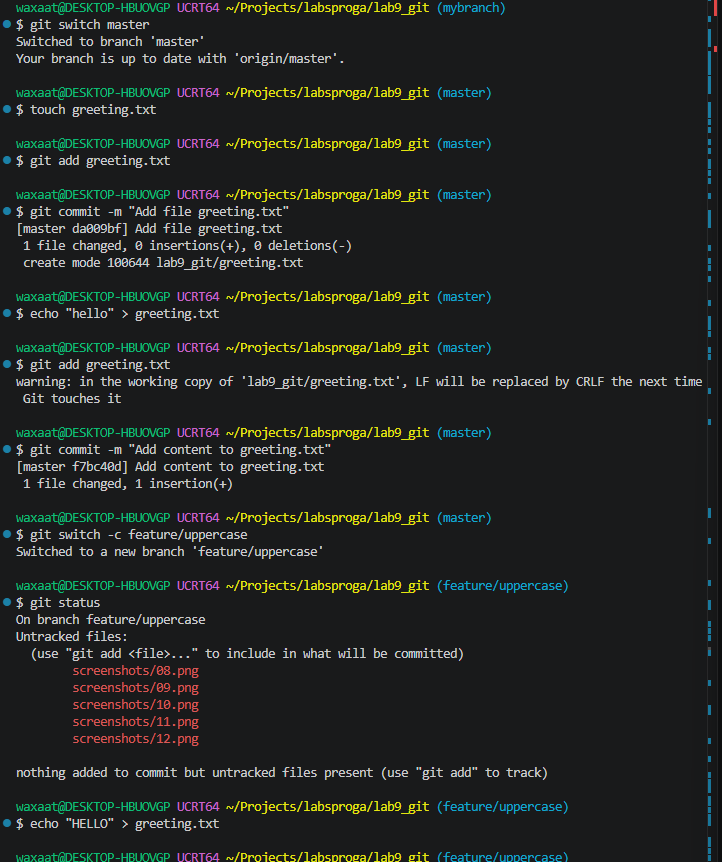 waxaat@DESKTOP-HBUOVGP UCRT64 ~/Projects/labsproga/lab9_git (mybranch)
$ git switch master
Switched to branch 'master'
Your branch is up to date with 'origin/master'.
waxaat@DESKTOP-HBUOVGP UCRT64 ~/Projects/labsproga/lab9_git (master)
$ touch greeting.txt
waxaat@DESKTOP-HBUOVGP UCRT64 ~/Projects/labsproga/lab9_git (master)
$ git add greeting.txt
waxaat@DESKTOP-HBUOVGP UCRT64 ~/Projects/labsproga/lab9_git (master)
$ git commit -m "Add file greeting.txt"
[master da009bf] Add file greeting.txt
 1 file changed, 0 insertions(+), 0 deletions(-)
 create mode 100644 lab9_git/greeting.txt
waxaat@DESKTOP-HBUOVGP UCRT64 ~/Projects/labsproga/lab9_git (master)
$ echo "hello" > greeting.txt
waxaat@DESKTOP-HBUOVGP UCRT64 ~/Projects/labsproga/lab9_git (master)
$ git add greeting.txt
warning: in the working copy of 'lab9_git/greeting.txt', LF will be replaced by CRLF the next time
 Git touches it
waxaat@DESKTOP-HBUOVGP UCRT64 ~/Projects/labsproga/lab9_git (master)
$ git commit -m "Add content to greeting.txt"
[master f7bc40d] Add content to greeting.txt
 1 file changed, 1 insertion(+)
waxaat@DESKTOP-HBUOVGP UCRT64 ~/Projects/labsproga/lab9_git (master)
$ git switch -c feature/uppercase
Switched to a new branch 'feature/uppercase'
waxaat@DESKTOP-HBUOVGP UCRT64 ~/Projects/labsproga/lab9_git (feature/uppercase)
$ git status
On branch feature/uppercase
Untracked files:
  (use "git add <file>..." to include in what will be committed)
        screenshots/08.png
        screenshots/09.png
        screenshots/10.png
        screenshots/11.png
        screenshots/12.png
nothing added to commit but untracked files present (use "git add" to track)
waxaat@DESKTOP-HBUOVGP UCRT64 ~/Projects/labsproga/lab9_git (feature/uppercase)
$ echo "HELLO" > greeting.txt
waxaat@DESKTOP-HBUOVGP UCRT64 ~/Projects/labsproga/lab9_git (feature/uppercase)